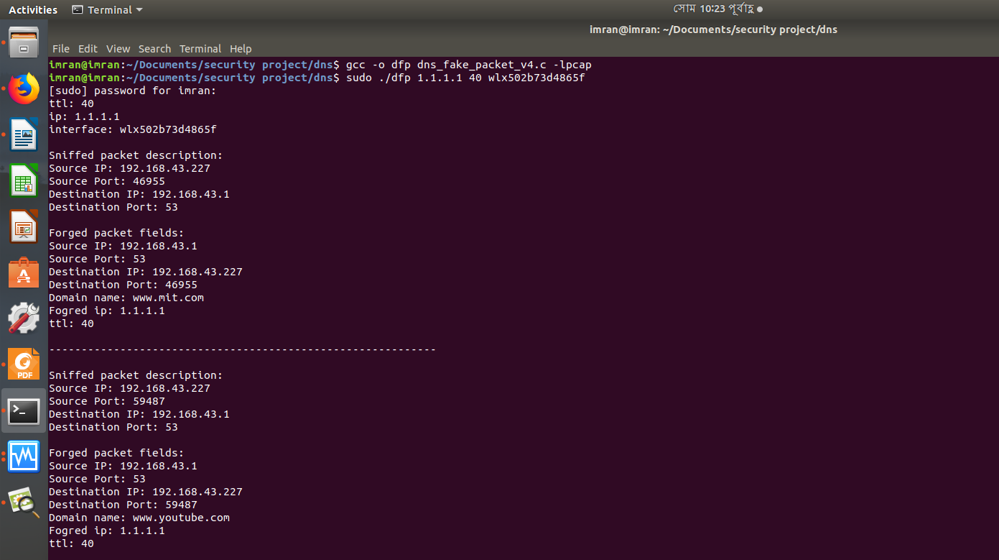 Activities Terminal সোম 10:23 পূর্বাহ্ণ
imran@imran: ~/Documents/security project/dns
File Edit View Search Terminal Help
imran@imran:~/Documents/security project/dns$ gcc -o dfp dns_fake_packet_v4.c -lpcap
imran@imran:~/Documents/security project/dns$ sudo ./dfp 1.1.1.1 40 wlx502b73d4865f
[sudo] password for imran:
ttl: 40
ip: 1.1.1.1
interface: wlx502b73d4865f
Sniffed packet description:
Source IP: 192.168.43.227
Source Port: 46955
Destination IP: 192.168.43.1
Destination Port: 53
Forged packet fields:
Source IP: 192.168.43.1
Source Port: 53
Destination IP: 192.168.43.227
Destination Port: 46955
Domain name: www.mit.com
Fogred ip: 1.1.1.1
ttl: 40
------------------------------------------------------------
Sniffed packet description:
Source IP: 192.168.43.227
Source Port: 59487
Destination IP: 192.168.43.1
Destination Port: 53
Forged packet fields:
Source IP: 192.168.43.1
Source Port: 53
Destination IP: 192.168.43.227
Destination Port: 59487
Domain name: www.youtube.com
Fogred ip: 1.1.1.1
ttl: 40
PDF